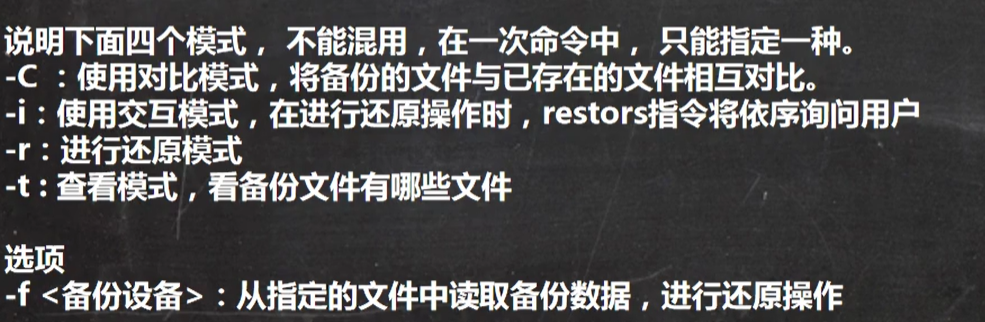 说明下面四个模式， 不能混用，在一次命令中， 只能指定一种。
-C ：使用对比模式，将备份的文件与已存在的文件相互对比。
-i：使用交互模式，在进行还原操作时，restors指令将依序询问用户
-r：进行还原模式
-t : 查看模式，看备份文件有哪些文件
选项
-f <备份设备>：从指定的文件中读取备份数据，进行还原操作